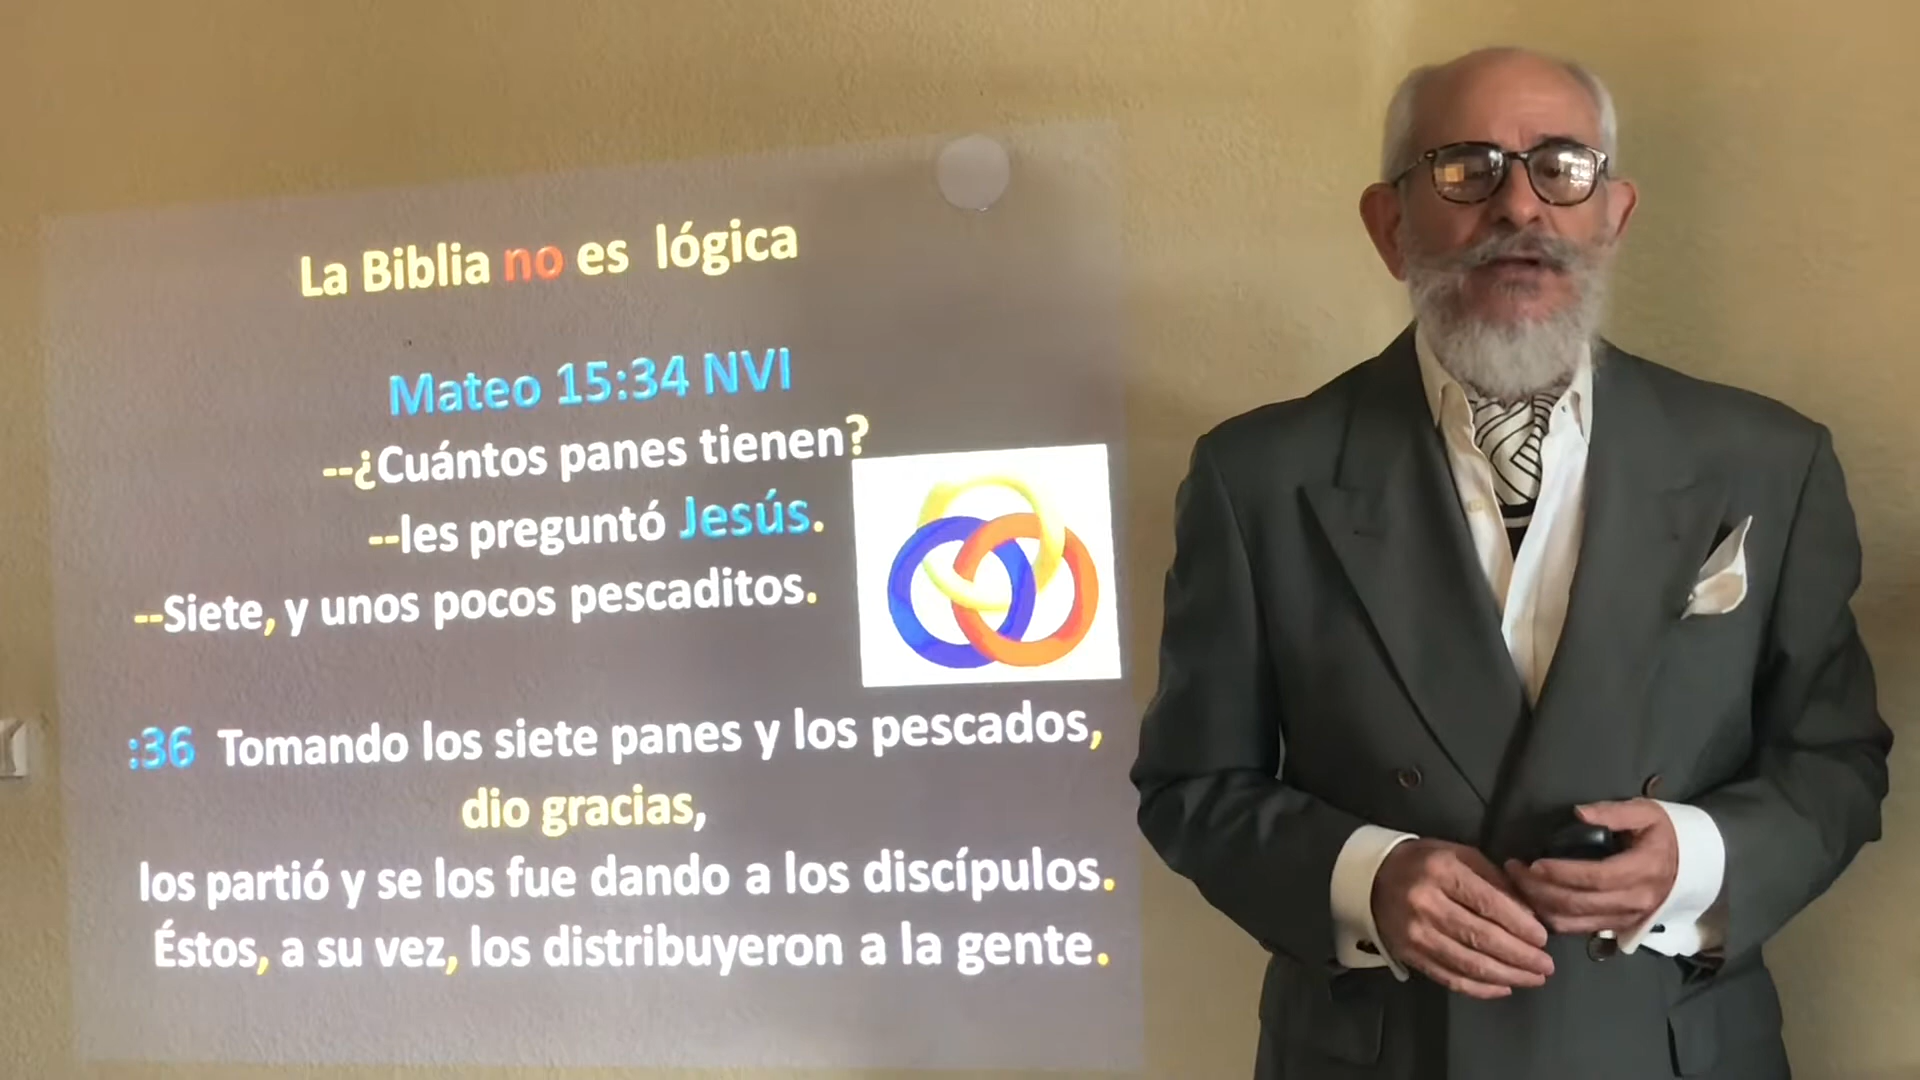 La Biblia no es lógica
Mateo 15:34 NVI
--¿Cuántos panes tienen?
--les preguntó Jesús.
--Siete, y unos pocos pescaditos.
:36 Tomando los siete panes y los pescados,
dio gracias,
los partió y se los fue dando a los discípulos.
Éstos, a su vez, los distribuyeron a la gente.